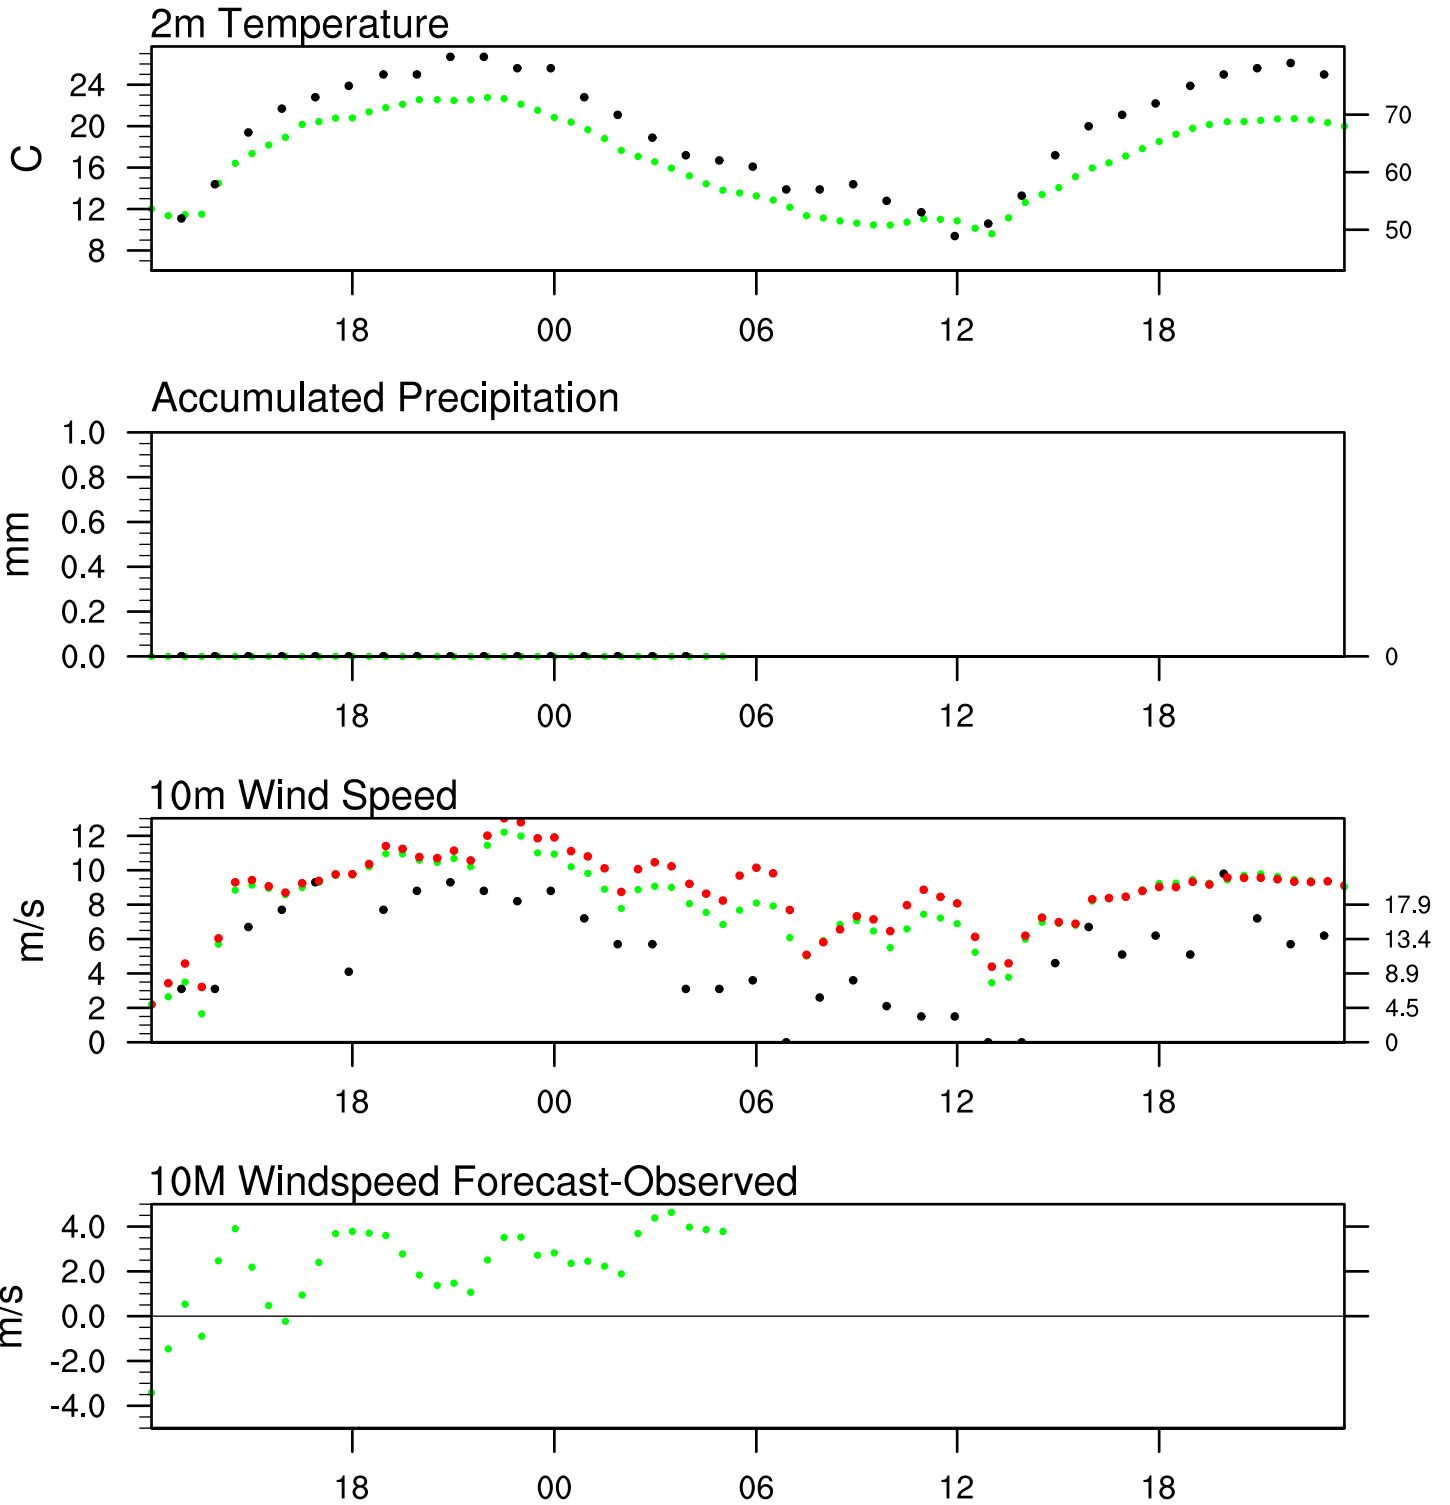 2m Temperature
24
20
16
12
8
C
70
60
50
18 00 06 12 18
Accumulated Precipitation
1.0
0.8
0.6
0.4
0.2
0.0
mm
0
18 00 06 12 18
10m Wind Speed
12
10
8
6
4
2
0
m/s
17.9
13.4
8.9
4.5
0
18 00 06 12 18
10M Windspeed Forecast-Observed
4.0
2.0
0.0
-2.0
-4.0
m/s
18 00 06 12 18